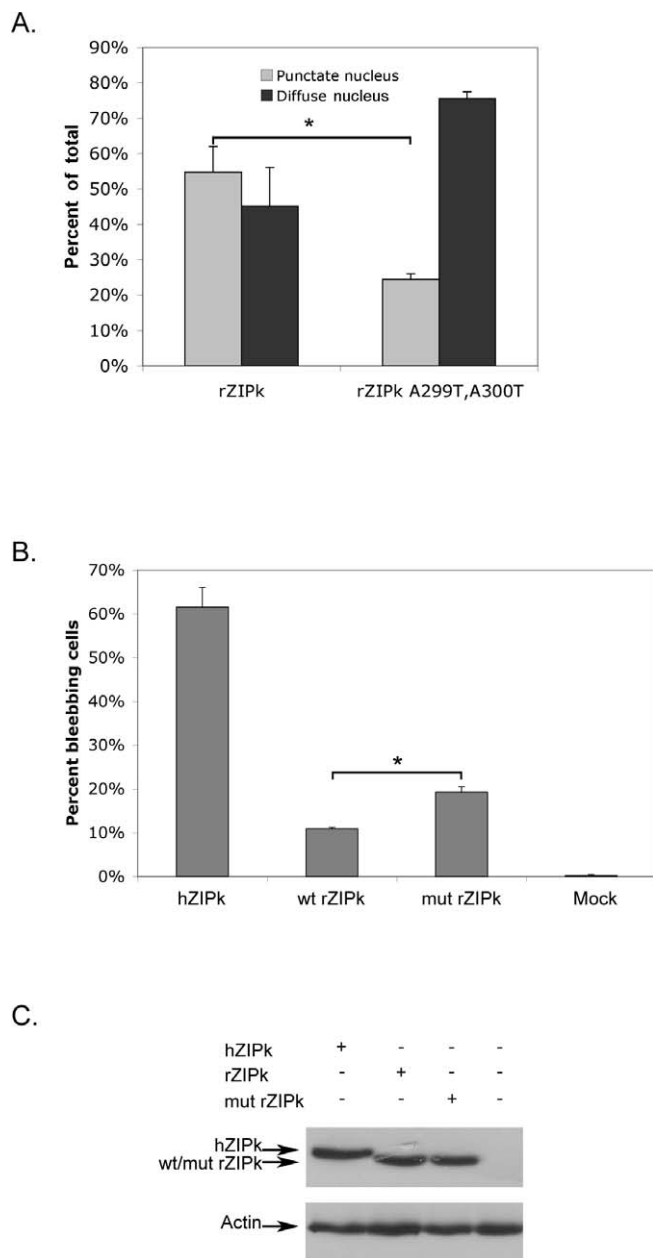 A.
90%
80%
70%
60%
50%
40%
30%
20%
10%
0%
Percent of total
Punctate nucleus
Diffuse nucleus
*
rZIPk
rZIPk A299T,A300T
B.
70%
60%
50%
40%
30%
20%
10%
0%
Percent bleebbing cells
*
hZIPk
wt rZIPk
mut rZIPk
Mock
C.
hZIPk + - - -
rZIPk - + - -
mut rZIPk - - + -
hZIPk
wt/mut rZIPk
Actin